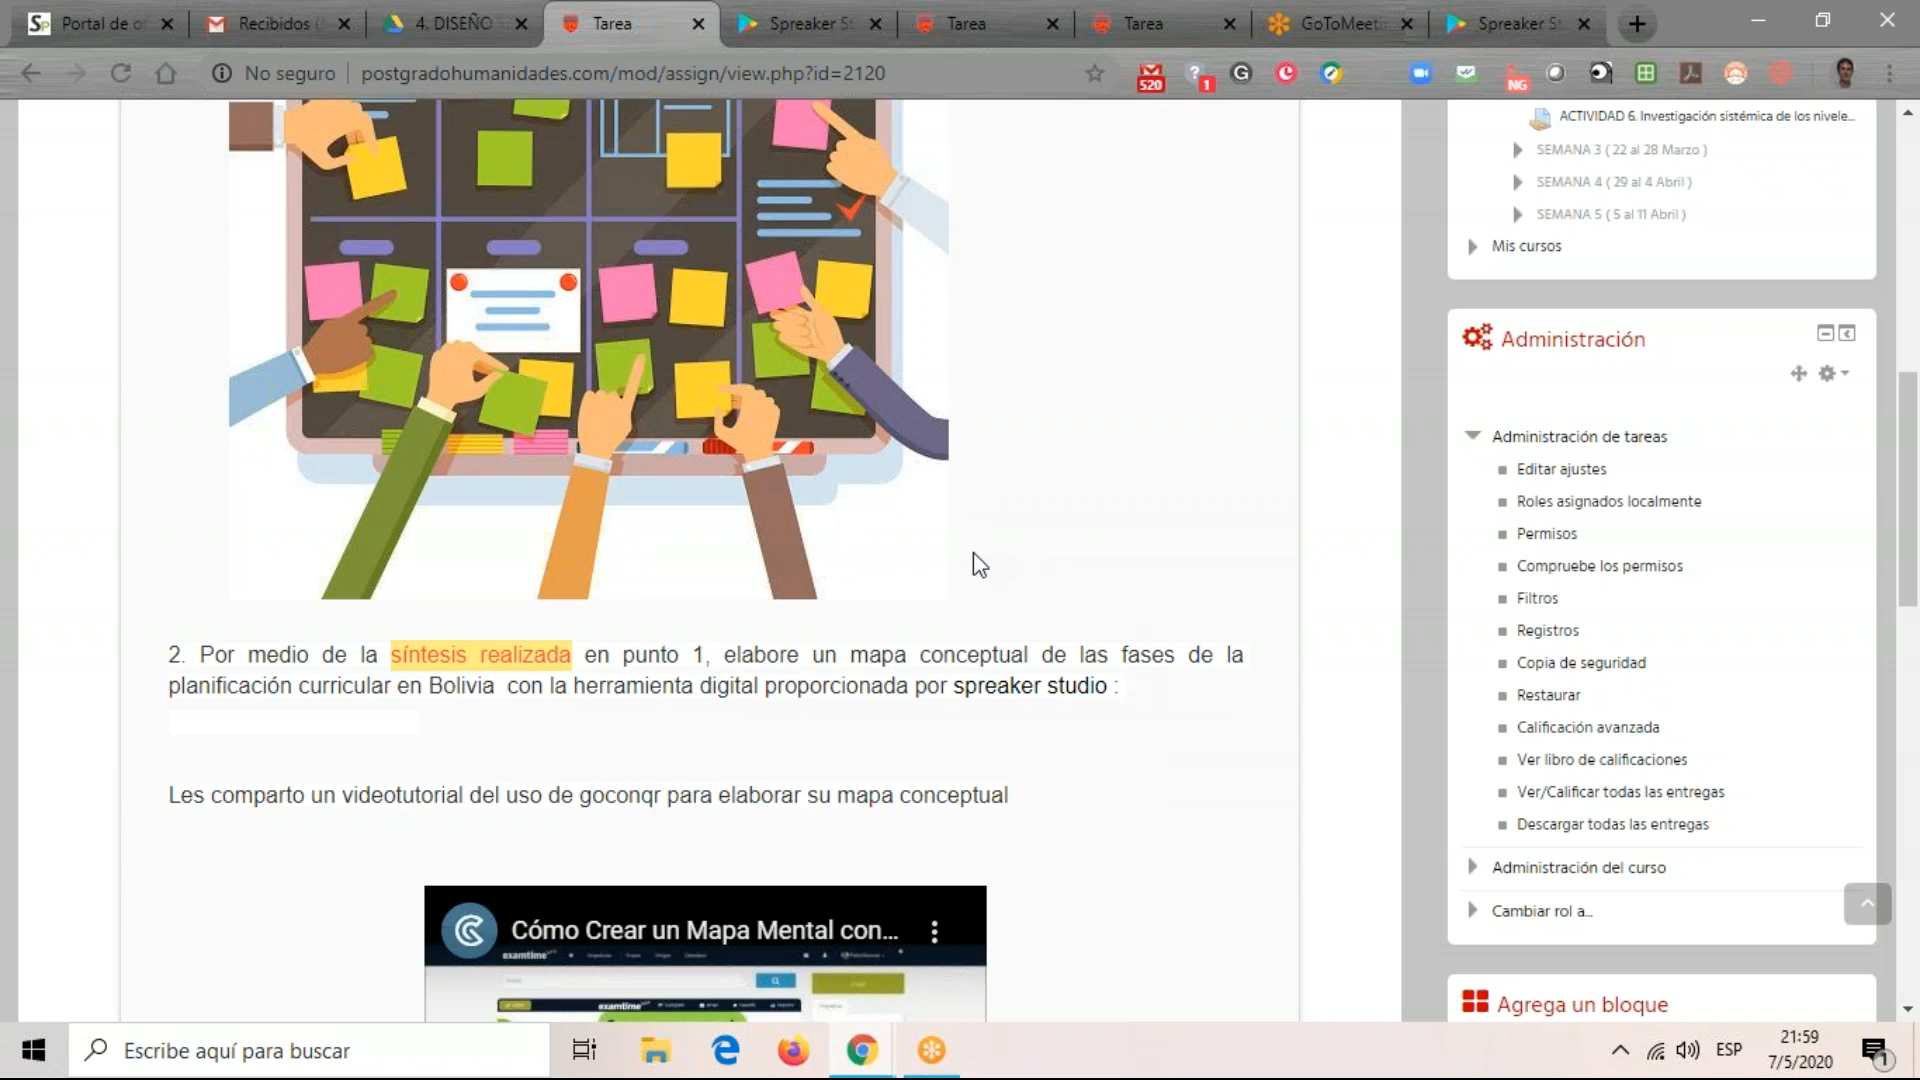 Portal de o
Recibidos (
4. DISEÑO
Tarea
Spreaker S
Tarea
Tarea
GoToMeet
Spreaker S
No seguro
postgradohumanidades.com/mod/assign/view.php?id=2120
520
1
NG
ACTIVIDAD 6. Investigación sistémica de los nivele...
SEMANA 3 ( 22 al 28 Marzo )
SEMANA 4 ( 29 al 4 Abril )
SEMANA 5 ( 5 al 11 Abril )
Mis cursos
Administración
Administración de tareas
Editar ajustes
Roles asignados localmente
Permisos
Compruebe los permisos
Filtros
Registros
Copia de seguridad
Restaurar
Calificación avanzada
Ver libro de calificaciones
Ver/Calificar todas las entregas
Descargar todas las entregas
Administración del curso
Cambiar rol a...
Agrega un bloque
2. Por medio de la síntesis realizada en punto 1, elabore un mapa conceptual de las fases de la
planificación curricular en Bolivia con la herramienta digital proporcionada por spreaker studio :
Les comparto un videotutorial del uso de goconqr para elaborar su mapa conceptual
Cómo Crear un Mapa Mental con...
examtime
examtime
Escribe aquí para buscar
ESP
21:59
7/5/2020
1